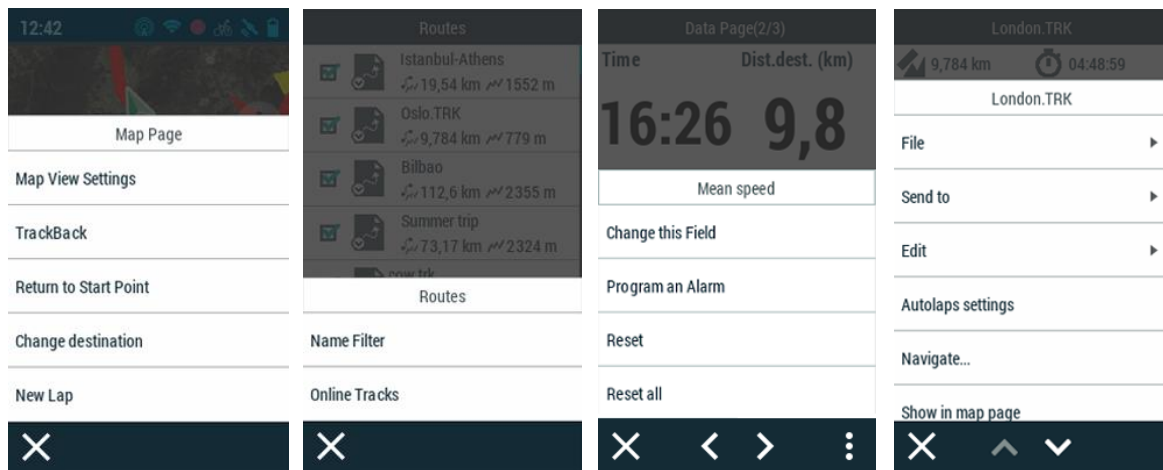 12:42
Map Page
Map View Settings
TrackBack
Return to Start Point
Change destination
New Lap
Routes
Istanbul-Athens
19,54 km 1552 m
Oslo.TRK
9,784 km 779 m
Bilbao
112,6 km 2355 m
Summer trip
73,17 km 2324 m
cow.trk
Routes
Name Filter
Online Tracks
Data Page(2/3)
Time Dist.dest. (km)
16:26 9,8
Mean speed
Change this Field
Program an Alarm
Reset
Reset all
London.TRK
9,784 km 04:48:59
London.TRK
File
Send to
Edit
Autolaps settings
Navigate...
Show in map page